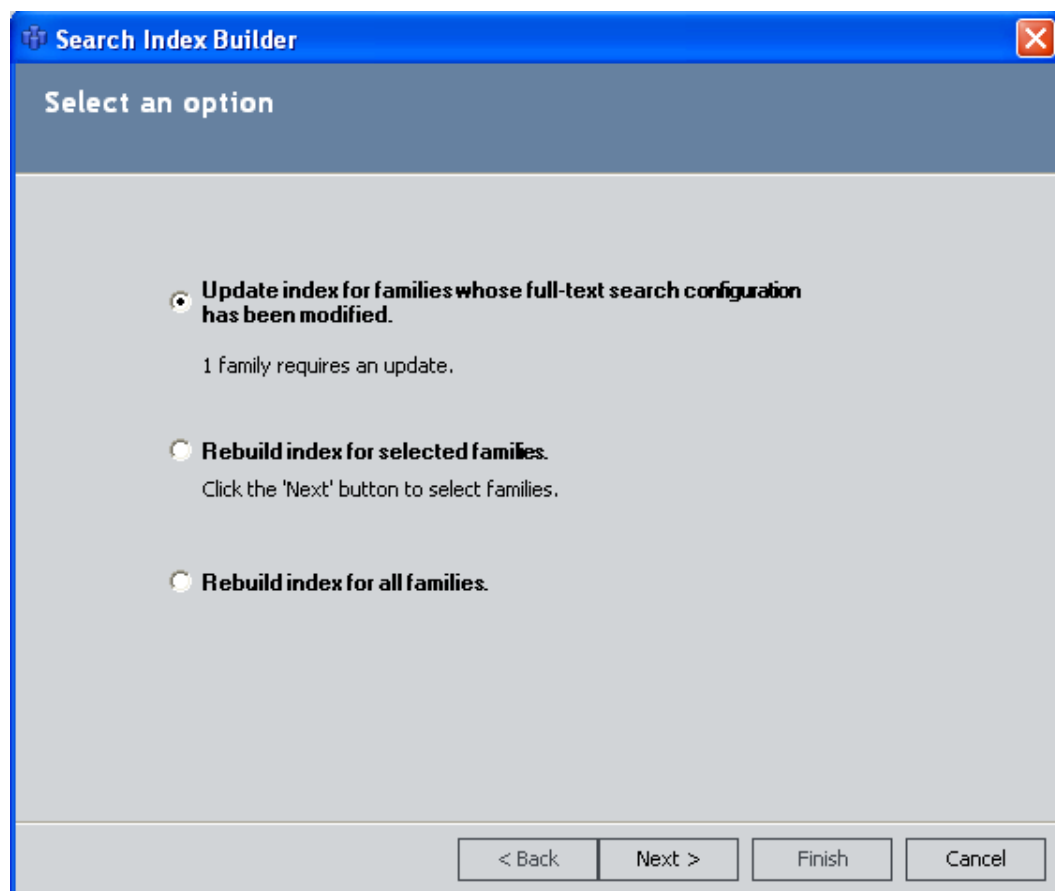 Search Index Builder
Select an option
Update index for families whose full-text search configuration
has been modified.
1 family requires an update.
Rebuild index for selected families.
Click the 'Next' button to select families.
Rebuild index for all families.
< Back Next > Finish Cancel